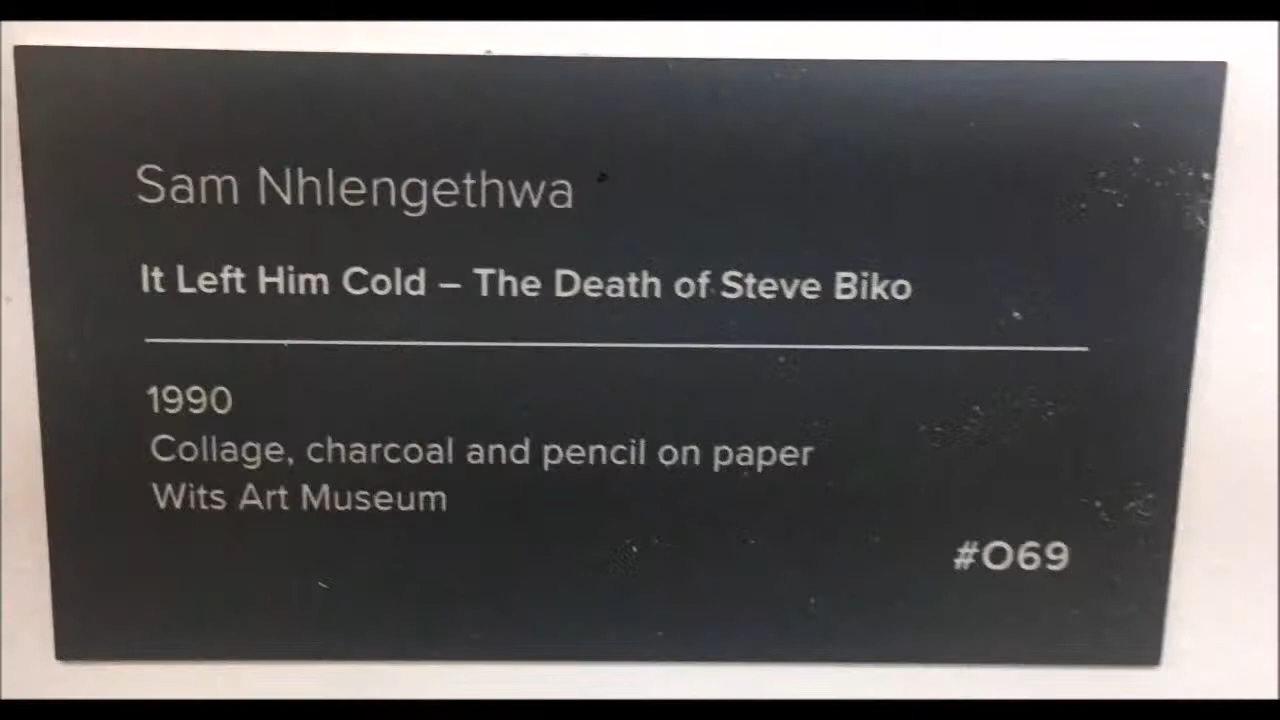 Sam Nhlengethwa
It Left Him Cold – The Death of Steve Biko
1990
Collage, charcoal and pencil on paper
Wits Art Museum
#O69